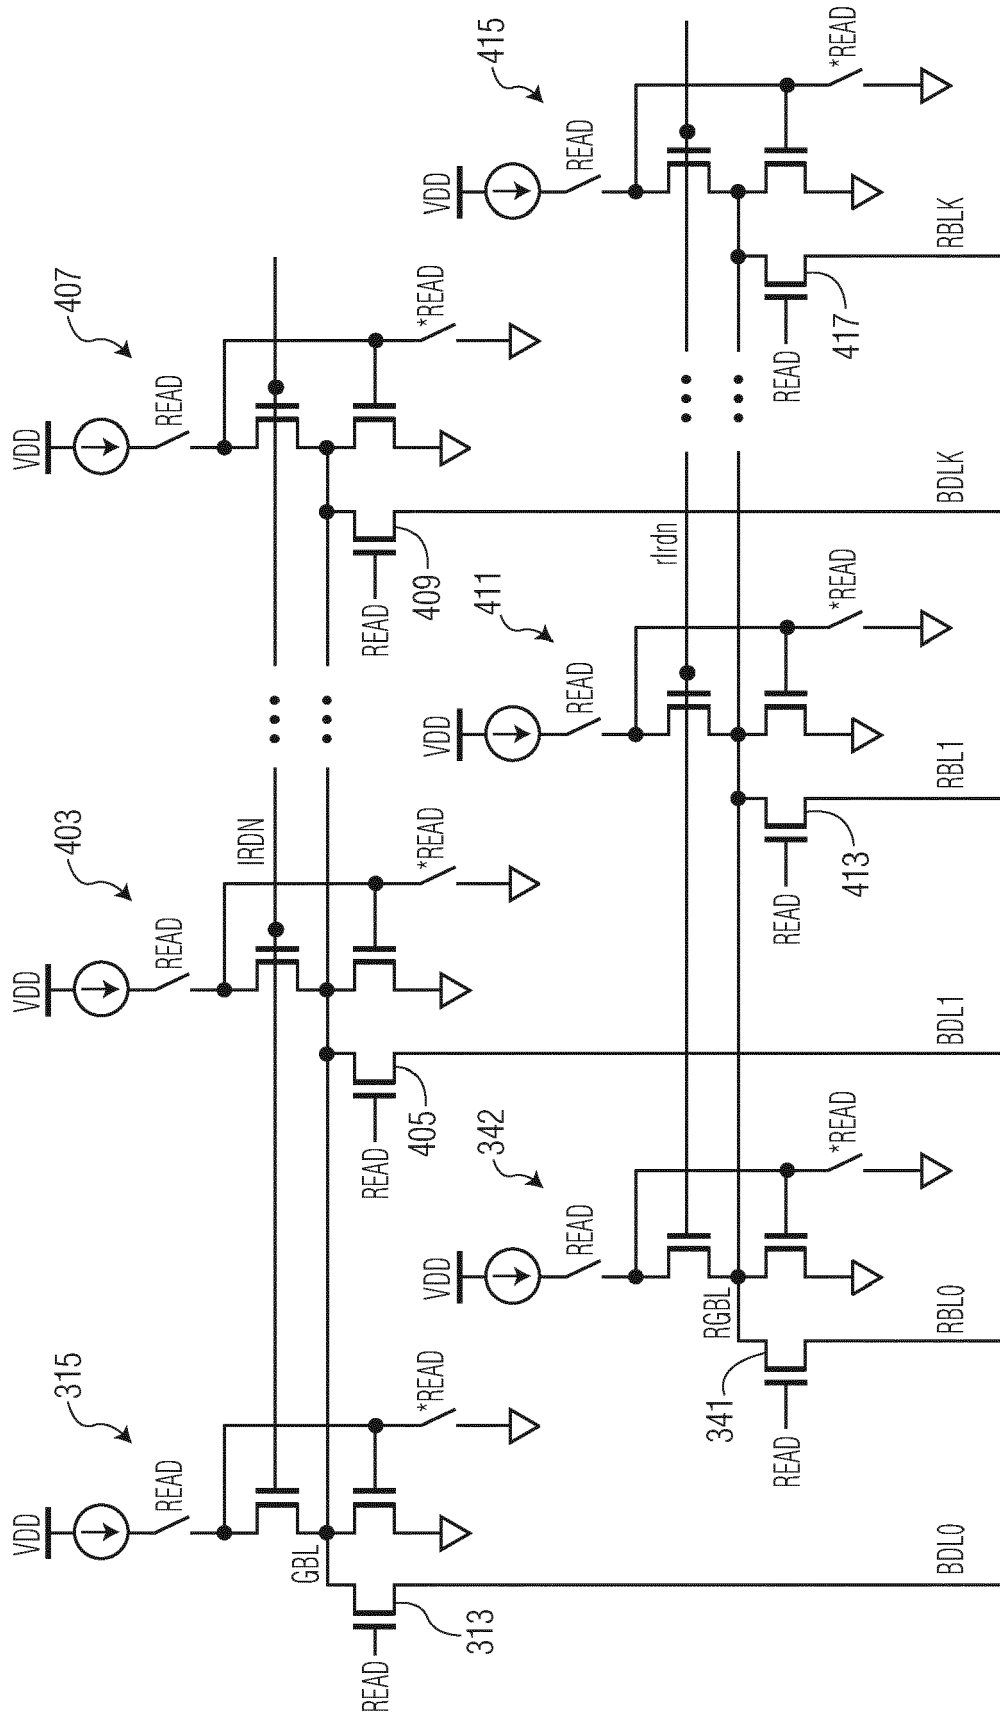 315
VDD
READ
*READ
GBL
READ
313
BDL0
403
VDD
READ
IRDN
*READ
READ
405
BDL1
407
VDD
READ
*READ
READ
409
BDLK
342
VDD
READ
*READ
RGBL
341
READ
RBL0
411
VDD
READ
rlrdn
*READ
READ
413
RBL1
415
VDD
READ
*READ
READ
417
RBLK